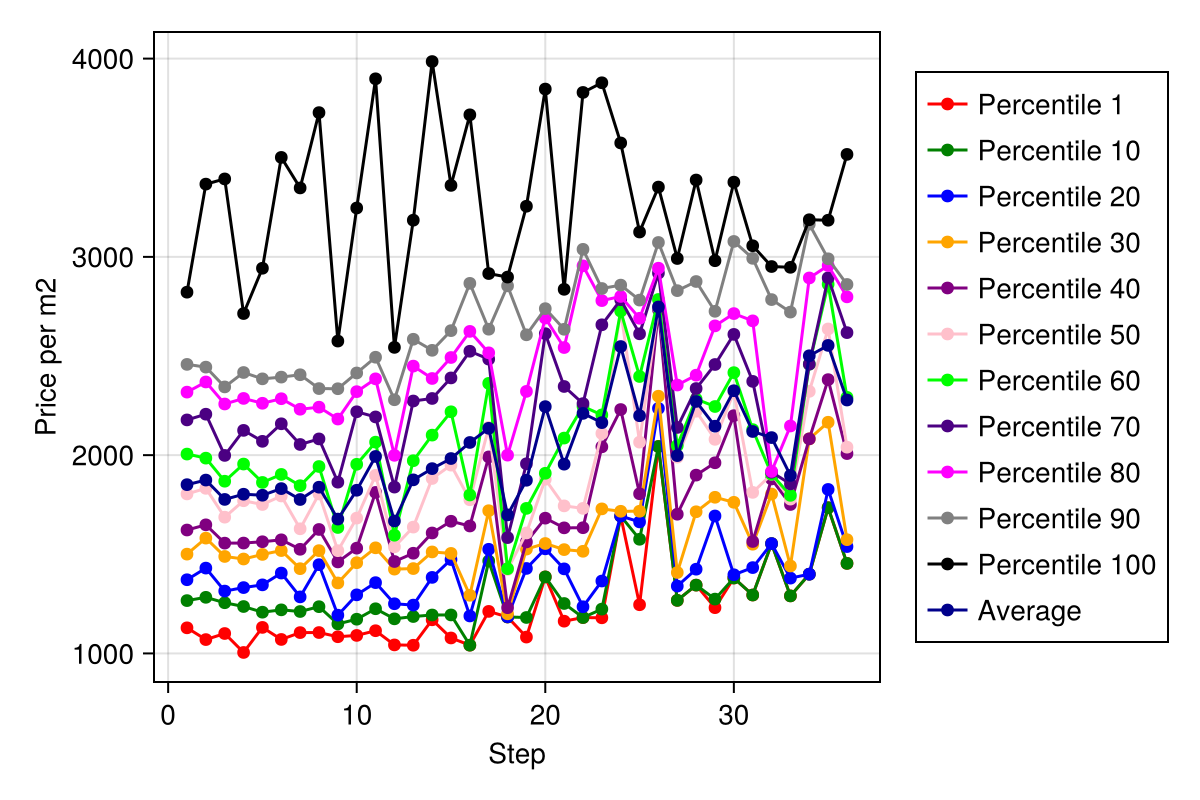 4000
3000
2000
1000
Price per m2
0 10 20 30
Step
Percentile 1
Percentile 10
Percentile 20
Percentile 30
Percentile 40
Percentile 50
Percentile 60
Percentile 70
Percentile 80
Percentile 90
Percentile 100
Average